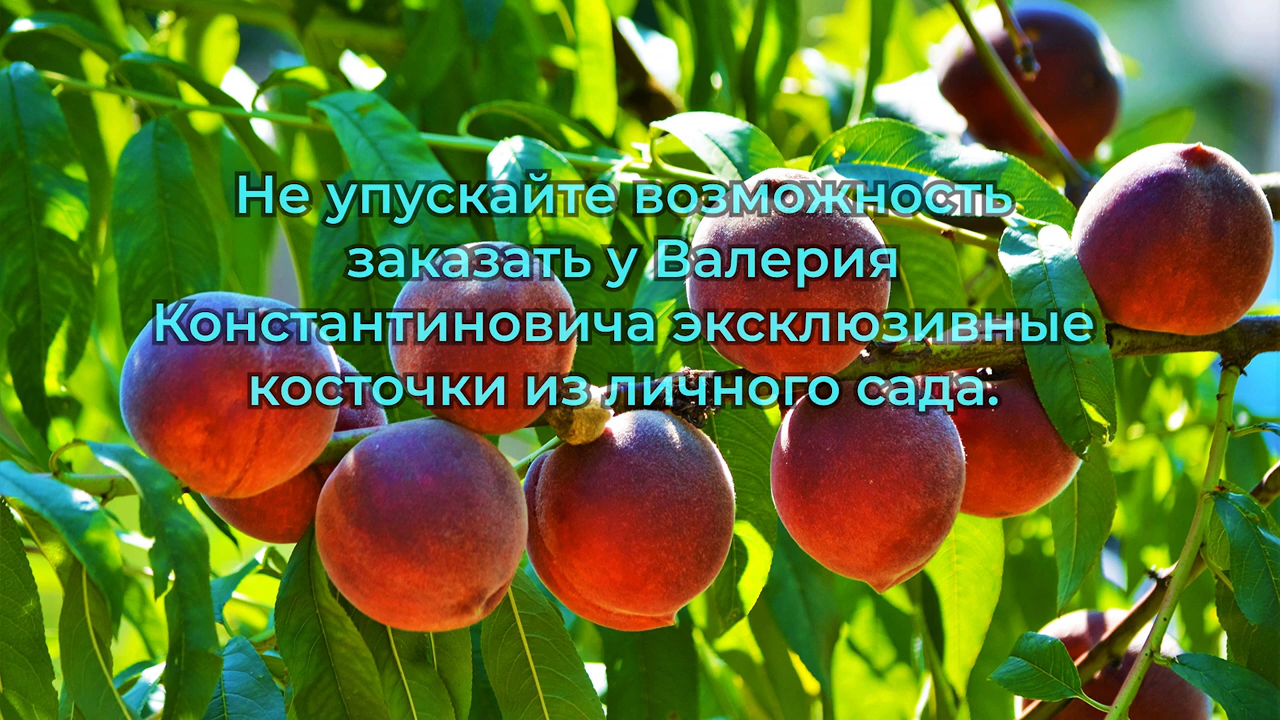 Не упускайте возможность
заказать у Валерия
Константиновича эксклюзивные
косточки из личного сада.